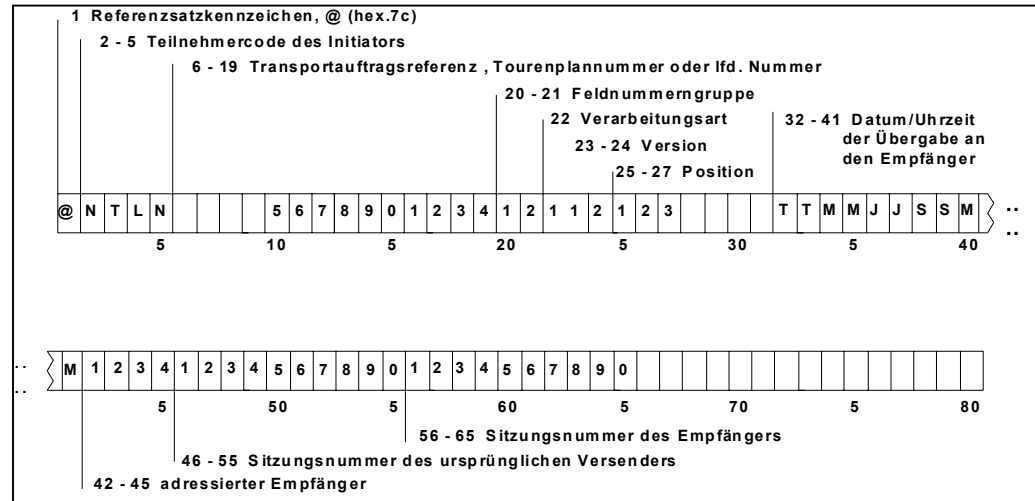 1 Referenzsatzkennzeichen, @ (hex.7c)
2 - 5 Teilnehmercode des Initiators
6 - 19 Transportauftragsreferenz , Tourenplannummer oder lfd. Nummer
20 - 21 Feldnummerngruppe
22 Verarbeitungsart
23 - 24 Version
25 - 27 Position
32 - 41 Datum/Uhrzeit
der Übergabe an
den Empfänger
@ N T L N 5 6 7 8 9 0 1 2 3 4 1 2 1 1 2 1 2 3 T T M M J J S S M ..
..
5 10 5 20 5 30 5 40
.. M 1 2 3 4 1 2 3 4 5 6 7 8 9 0 1 2 3 4 5 6 7 8 9 0
..
5 50 5 60 5 70 5 80
56 - 65 Sitzungsnummer des Empfängers
46 - 55 Sitzungsnummer des ursprünglichen Versenders
42 - 45 adressierter Empfänger